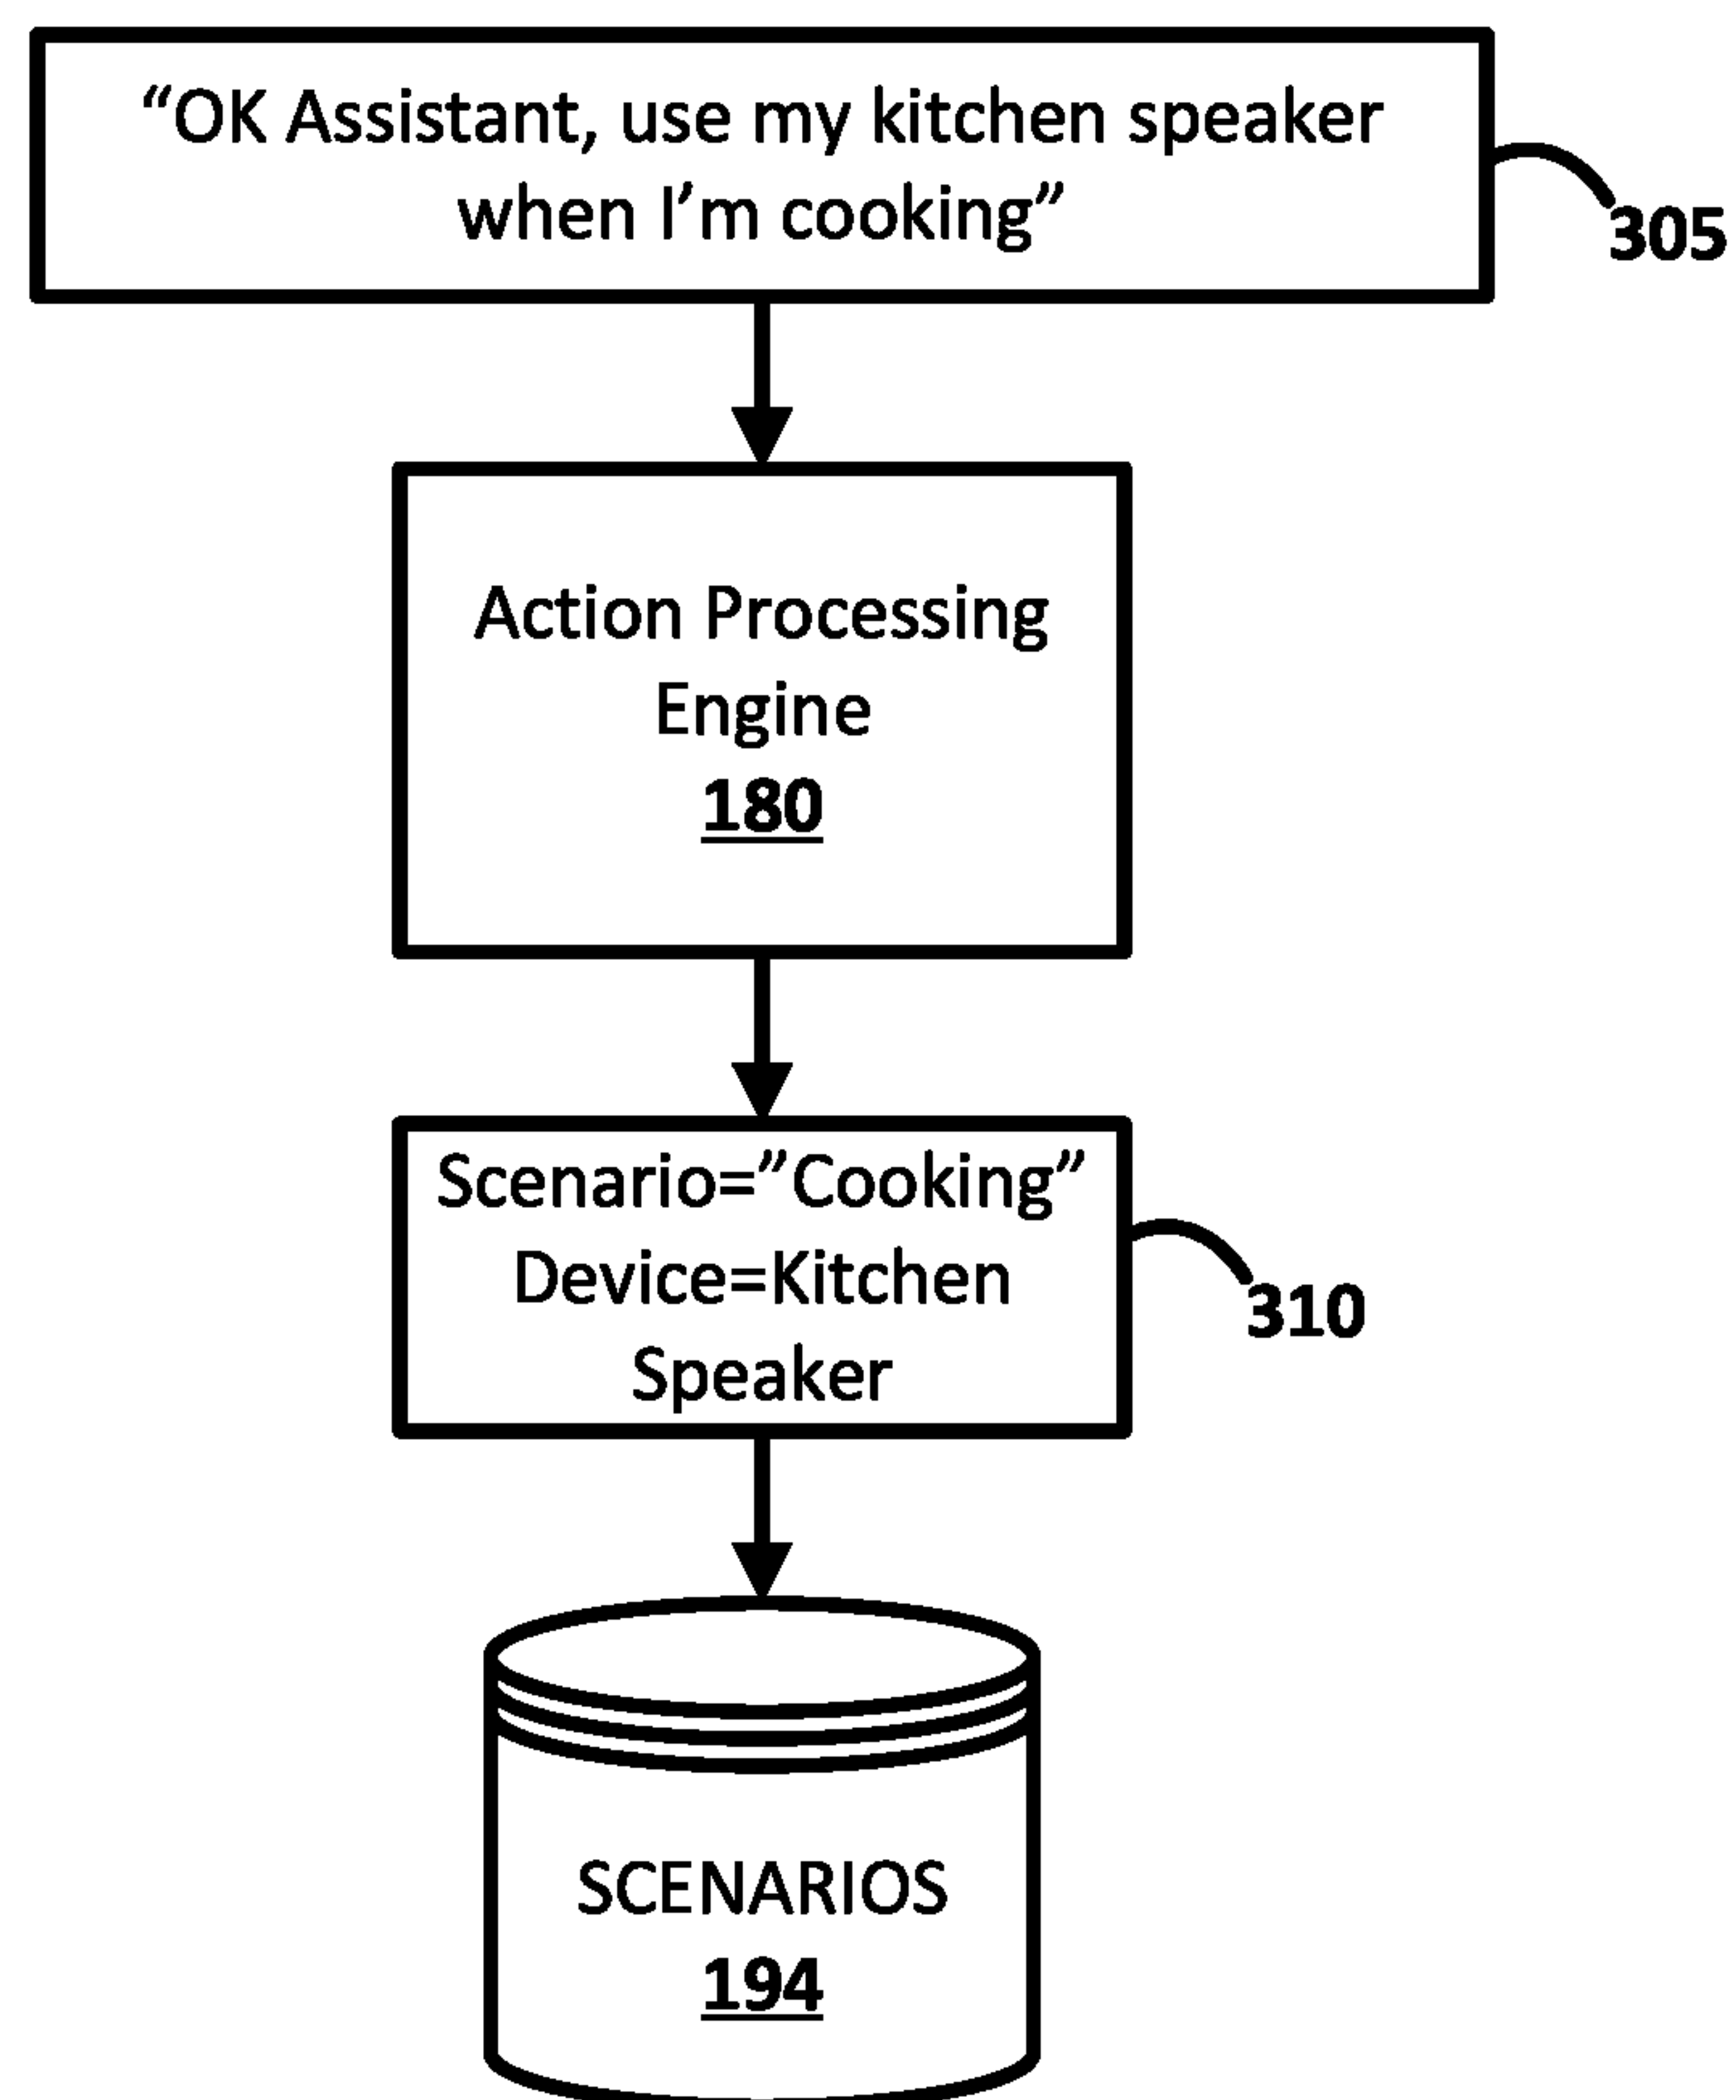 “OK Assistant, use my kitchen speaker
when I’m cooking”
305
Action Processing
Engine
180
Scenario=”Cooking”
Device=Kitchen
Speaker
310
SCENARIOS
194